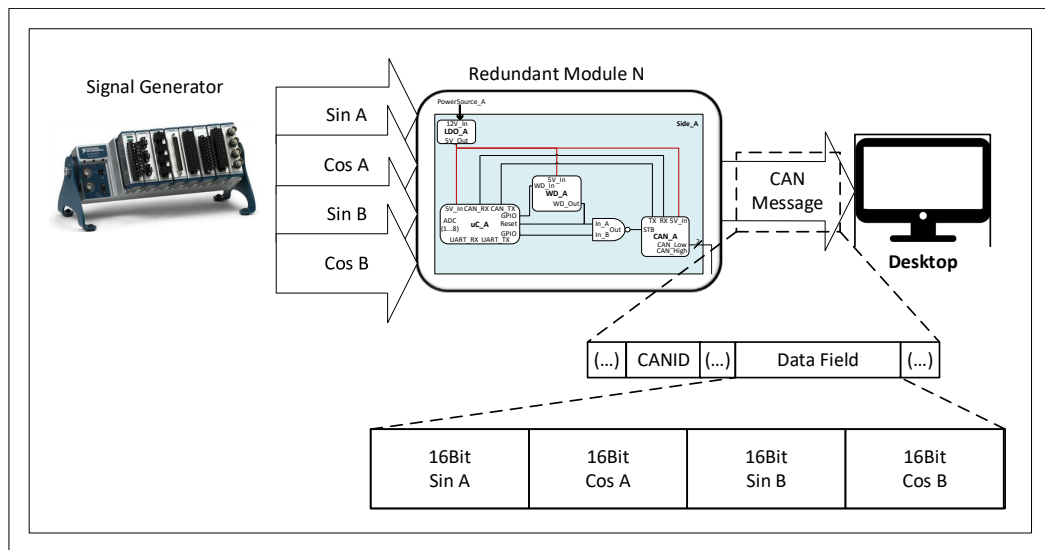 Signal Generator
Sin A
Cos A
Sin B
Cos B
Redundant Module N
PowerSource_A
Side_A
12V_In
LDO_A
5V_Out
5V_In
WD_In
WD_A
WD_Out
5V_In CAN_RX CAN_TX
GPIO
ADC
(1...8)
Reset
uC_A
GPIO
UART_RX UART_TX
In_A
Out
In_B
TX RX 5V_In
STB
CAN_A
CAN_Low
CAN_High
2
CAN
Message
Desktop
(...)
CANID
(...)
Data Field
(...)
16Bit
Sin A
16Bit
Cos A
16Bit
Sin B
16Bit
Cos B